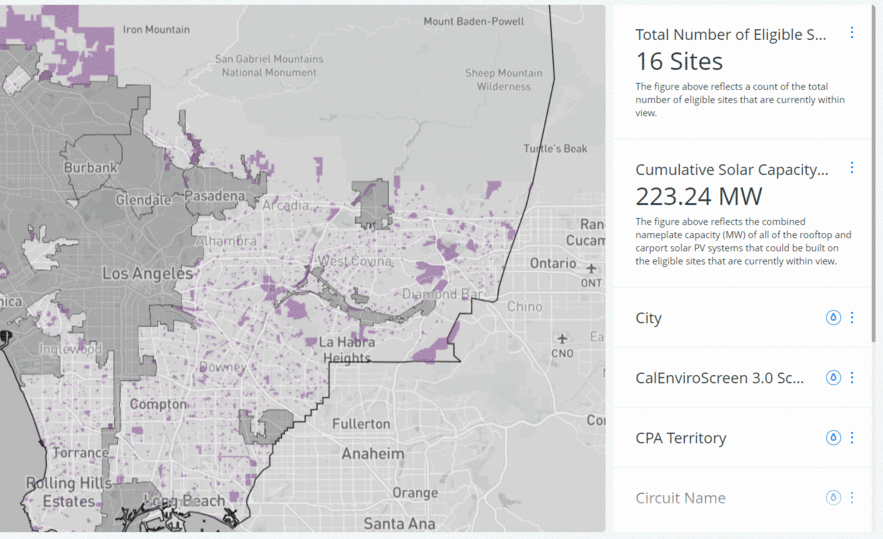 Iron Mountain
Mount Baden-Powell
San Gabriel Mountains
National Monument
Sheep Mountain
Wilderness
Turtle's Beak
Burbank
Glendale
Pasadena
Arcadia
Alhambra
West Covina
Los Angeles
Diamond Bar
Ran
Cucam
Ontario
ONT
Chino
nica
Inglewood
La Habra
Heights
Downey
CNO
Ea
Compton
Fullerton
Co
Anaheim
Torrance
Rolling Hills
Estates
Long Beach
Orange
Santa Ana
Total Number of Eligible S...
16 Sites
The figure above reflects a count of the total
number of eligible sites that are currently within
view.
Cumulative Solar Capacity...
223.24 MW
The figure above reflects the combined
nameplate capacity (MW) of all of the rooftop and
carport solar PV systems that could be built on
the eligible sites that are currently within view.
City
CalEnviroScreen 3.0 Sc...
CPA Territory
Circuit Name